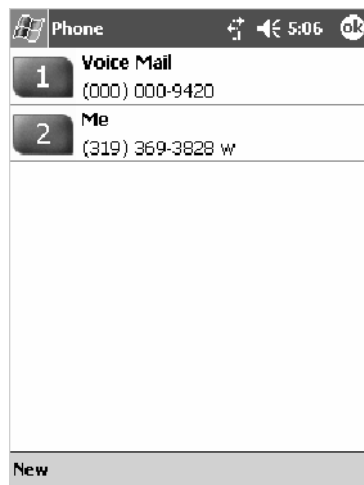 Phone 5:06 ok
1 Voice Mail
(000) 000-9420
2 Me
(319) 369-3828 w
New